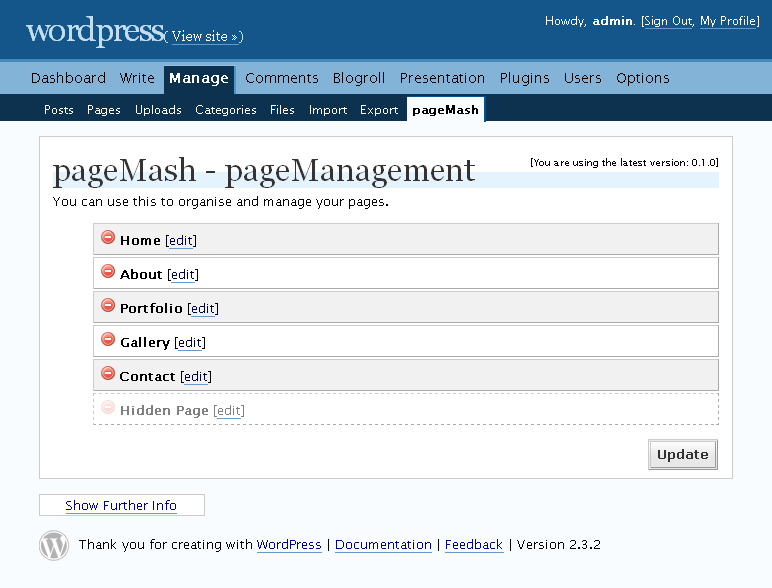 wordpress( View site »)
Howdy, admin. [Sign Out, My Profile]
Dashboard Write Manage Comments Blogroll Presentation Plugins Users Options
Posts Pages Uploads Categories Files Import Export pageMash
pageMash - pageManagement
[You are using the latest version: 0.1.0]
You can use this to organise and manage your pages.
Home [edit]
About [edit]
Portfolio [edit]
Gallery [edit]
Contact [edit]
Hidden Page [edit]
Update
Show Further Info
Thank you for creating with WordPress | Documentation | Feedback | Version 2.3.2